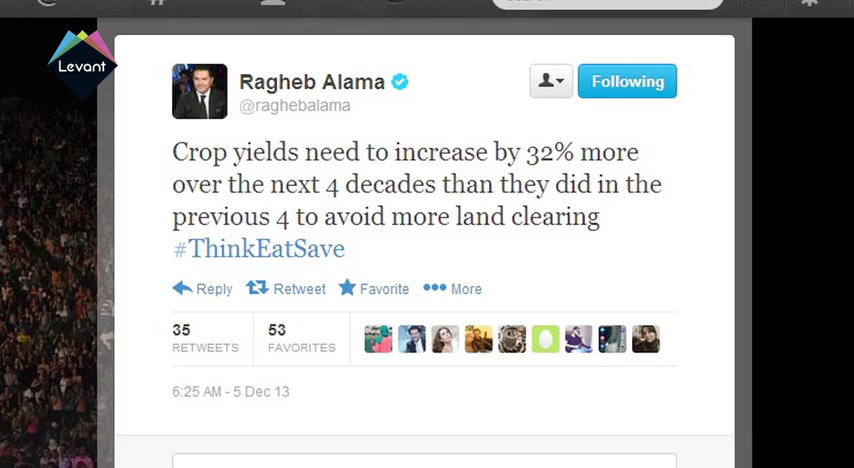 Levant
Ragheb Alama
@raghebalama
Following
Crop yields need to increase by 32% more
over the next 4 decades than they did in the
previous 4 to avoid more land clearing
#ThinkEatSave
Reply Retweet Favorite More
35 53
RETWEETS FAVORITES
6:25 AM - 5 Dec 13